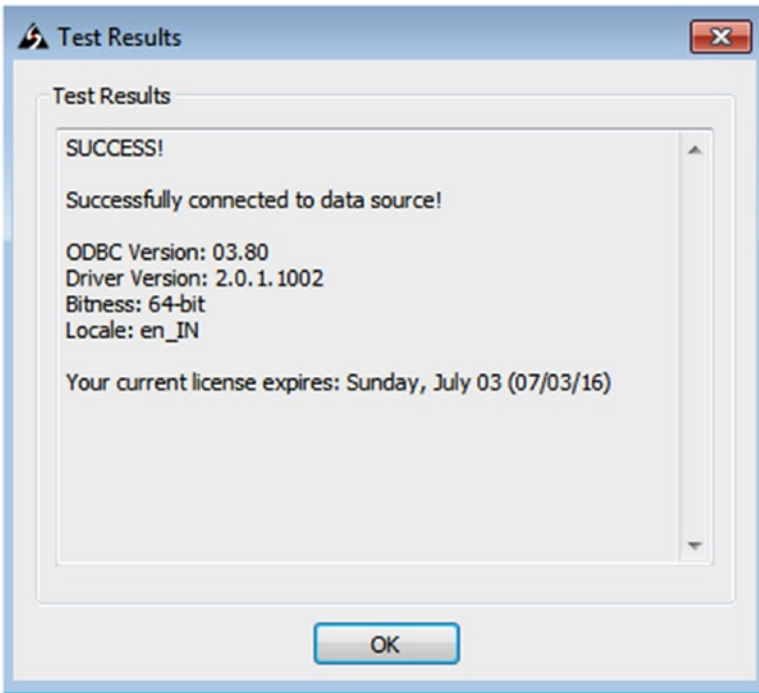 Test Results
Test Results
SUCCESS!
Successfully connected to data source!
ODBC Version: 03.80
Driver Version: 2.0.1.1002
Bitness: 64-bit
Locale: en_IN
Your current license expires: Sunday, July 03 (07/03/16)
OK